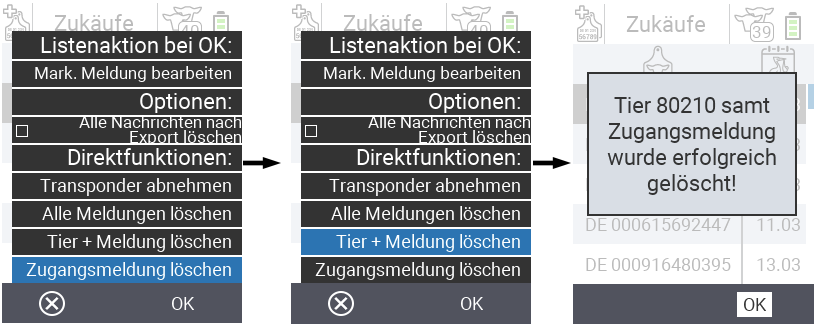 Zukäufe
40
Listenaktion bei OK:
Mark. Meldung bearbeiten
Optionen:
Alle Nachrichten nach
Export löschen
Direktfunktionen:
Transponder abnehmen
Alle Meldungen löschen
Tier + Meldung löschen
Zugangsmeldung löschen
OK
Zukäufe
40
Listenaktion bei OK:
Mark. Meldung bearbeiten
Optionen:
Alle Nachrichten nach
Export löschen
Direktfunktionen:
Transponder abnehmen
Alle Meldungen löschen
Tier + Meldung löschen
Zugangsmeldung löschen
OK
56789
Zukäufe
39
Tier 80210 samt
Zugangsmeldung
wurde erfolgreich
gelöscht!
DE 000615692447 11.03
DE 000916480395 13.03
OK